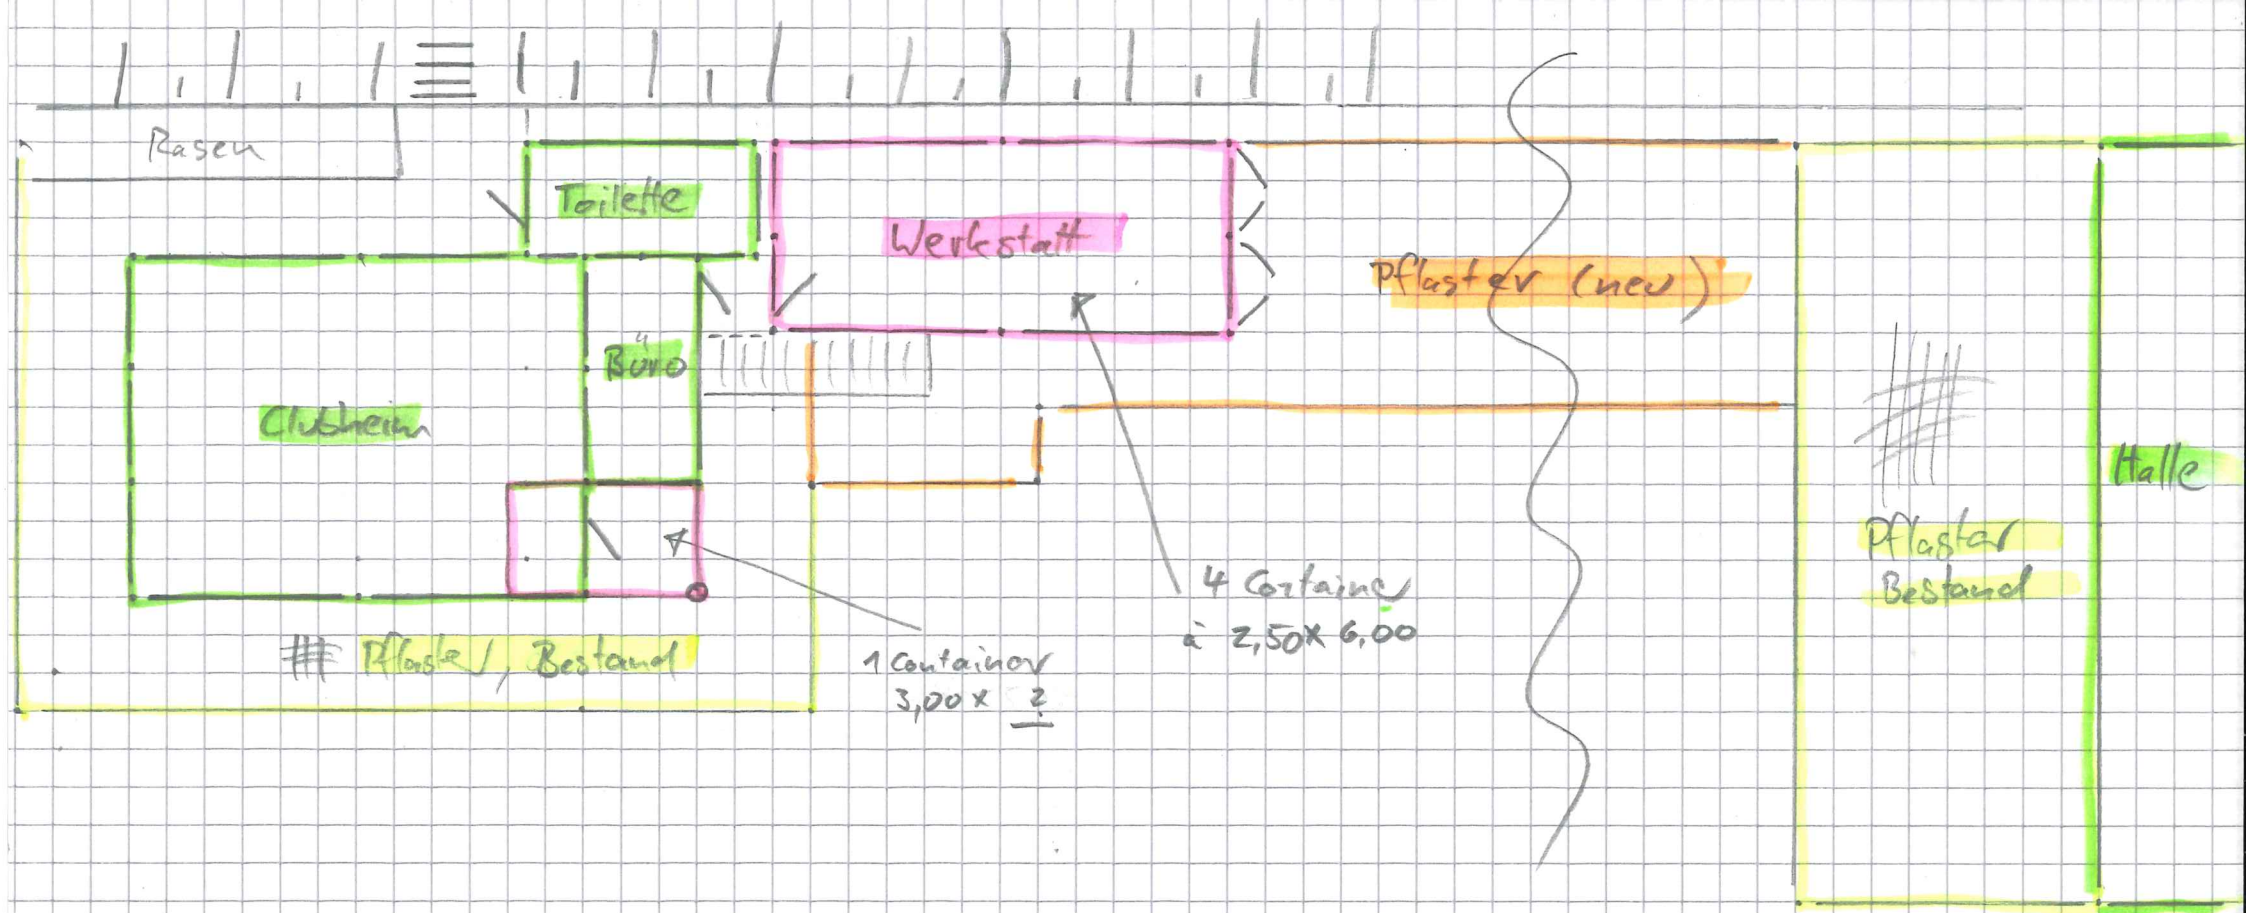 Rasen
Toilette
Werkstatt
Pflaster (neu)
Büro
Clubheim
Halle
Pflaster
Bestand
4 Container
à 2,50 x 6,00
Pflaster, Bestand
1 Container
3,00 x ?